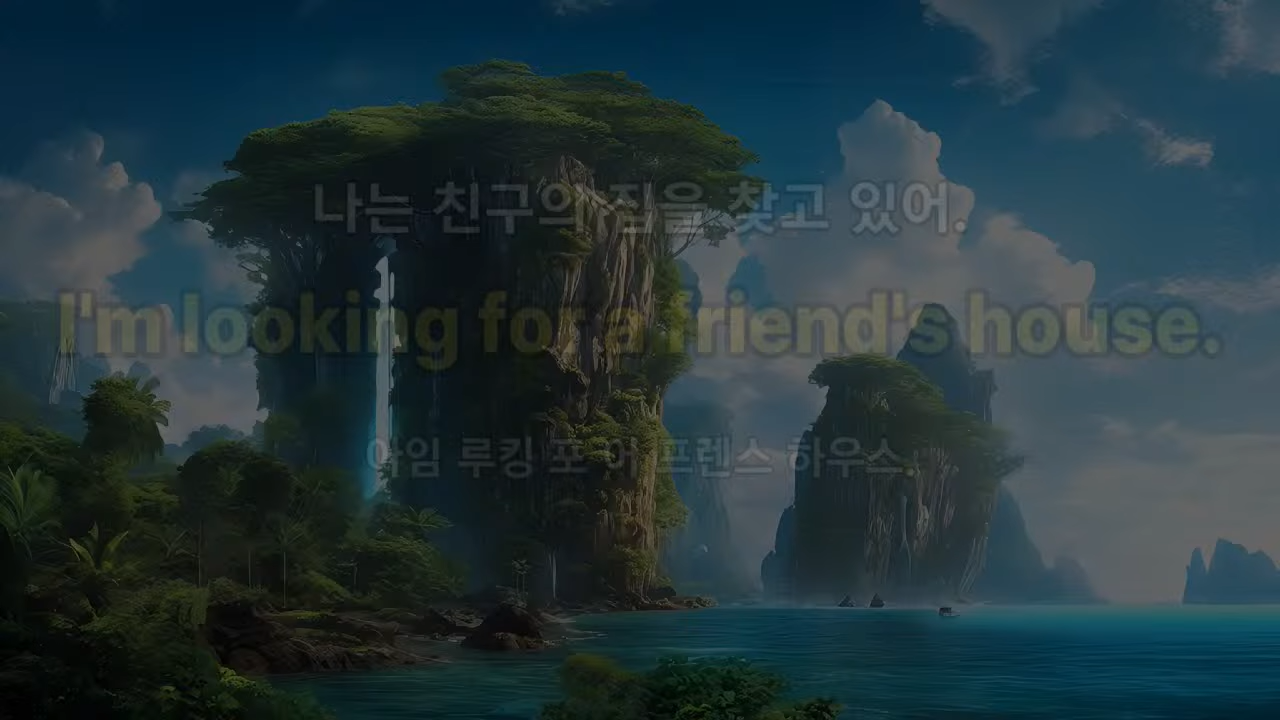 나는 친구의 집을 찾고 있어.
I'm looking for a friend's house.
아임 루킹 포 어 프렌스 하우스